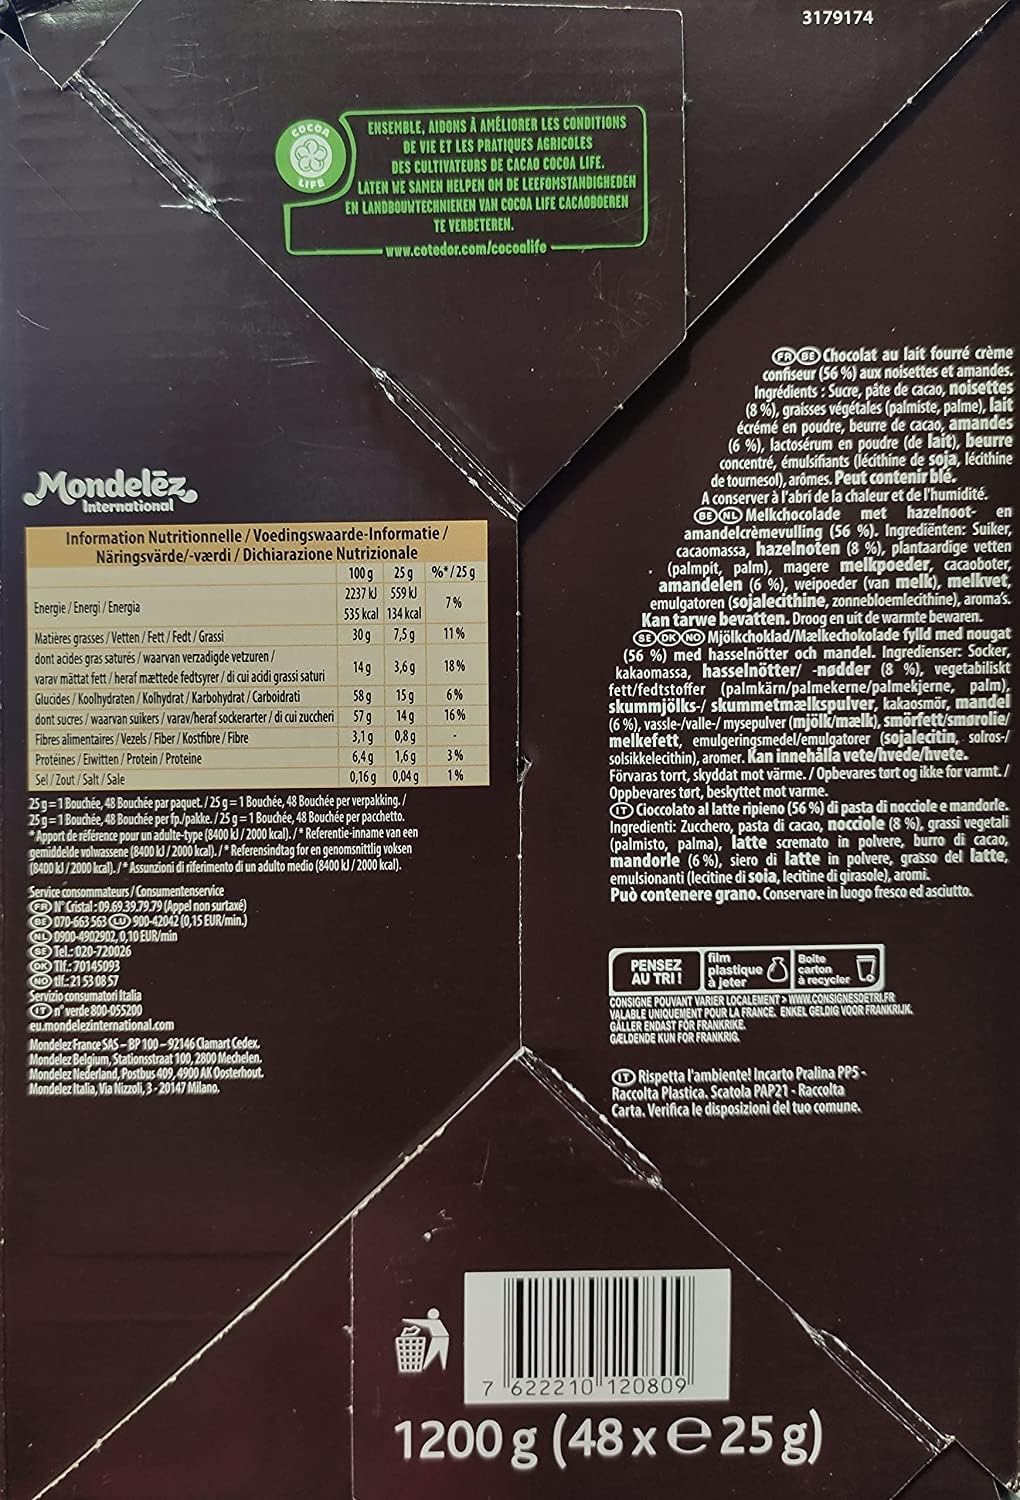 3179174
COCOA
LIFE
ENSEMBLE, AIDONS À AMÉLIORER LES CONDITIONS
DE VIE ET LES PRATIQUES AGRICOLES
DES CULTIVATEURS DE CACAO COCOA LIFE.
LATEN WE SAMEN HELPEN OM DE LEEFOMSTANDIGHEDEN
EN LANDBOUWTECHNIEKEN VAN COCOA LIFE CACAOBOEREN
TE VERBETEREN.
www.cotedor.com/cocoalife
Mondelēz
International
Information Nutritionnelle / Voedingswaarde-Informatie /
Näringsvärde/-værdi / Dichiarazione Nutrizionale
100 g 25 g %*/25 g
Energie / Energi / Energia 2237 kJ 559 kJ 7 %
535 kcal 134 kcal
Matières grasses / Vetten / Fett / Fedt / Grassi 30 g 7,5 g 11 %
dont acides gras saturés / waarvan verzadigde vetzuren /
varav mättat fett / heraf mættede fedtsyrer / di cui acidi grassi saturi 14 g 3,6 g 18 %
Glucides / Koolhydraten / Kolhydrat / Karbohydrat / Carboidrati 58 g 15 g 6 %
dont sucres / waarvan suikers / varav/heraf sockerarter / di cui zuccheri 57 g 14 g 16 %
Fibres alimentaires / Vezels / Fiber / Kostfibre / Fibre 3,1 g 0,8 g -
Protéines / Eiwitten / Protein / Proteine 6,4 g 1,6 g 3 %
Sel / Zout / Salt / Sale 0,16 g 0,04 g 1 %
25 g = 1 Bouchée, 48 Bouchée par paquet. / 25 g = 1 Bouchée, 48 Bouchée per verpakking. /
25 g = 1 Bouchée, 48 Bouchée per fp./pakke. / 25 g = 1 Bouchée, 48 Bouchée per pacchetto.
* Apport de référence pour un adulte-type (8400 kJ / 2000 kcal). / * Referentie-inname van een
gemiddelde volwassene (8400 kJ / 2000 kcal). / * Referensindtag for en genomsnittlig voksen
(8400 kJ / 2000 kcal). / * Assunzioni di riferimento di un adulto medio (8400 kJ / 2000 kcal).
Service consommateurs / Consumentenservice
FR N° Cristal : 09.69.39.79.79 (Appel non surtaxé)
BE 070-663 563 LU 900-42042 (0,15 EUR/min.)
NL 0900-4902902, 0,10 EUR/min
SE Tel.: 020-720026
DK Tlf.: 70145093
NO tlf.: 21 53 08 57
Servizio consumatori Italia
IT n° verde 800-055200
eu.mondelezinternational.com
Mondelez France SAS – BP 100 – 92146 Clamart Cedex.
Mondelez Belgium, Stationsstraat 100, 2800 Mechelen.
Mondelez Nederland, Postbus 409, 4900 AK Oosterhout.
Mondelez Italia, Via Nizzoli, 3 - 20147 Milano.
FR BE Chocolat au lait fourré crème
confiseur (56 %) aux noisettes et amandes.
Ingrédients : Sucre, pâte de cacao, noisettes
(8 %), graisses végétales (palmiste, palme), lait
écrémé en poudre, beurre de cacao, amandes
(6 %), lactosérum en poudre (de lait), beurre
concentré, émulsifiants (lécithine de soja, lécithine
de tournesol), arômes. Peut contenir blé.
A conserver à l'abri de la chaleur et de l'humidité.
BE NL Melkchocolade met hazelnoot- en
amandelcrèmevulling (56 %). Ingrediënten: Suiker,
cacaomassa, hazelnoten (8 %), plantaardige vetten
(palmpit, palm), magere melkpoeder, cacaoboter,
amandelen (6 %), weipoeder (van melk), melkvet,
emulgatoren (sojalecithine, zonnebloemlecithine), aroma's.
Kan tarwe bevatten. Droog en uit de warmte bewaren.
SE DK NO Mjölkchoklad/Mælkechokolade fylld med nougat
(56 %) med hasselnötter och mandel. Ingredienser: Socker,
kakaomassa, hasselnötter/ -nødder (8 %), vegetabiliskt
fett/fedtstoffer (palmkärn/palmekerne/palmekjerne, palm),
skummjölks-/ skummetmælkspulver, kakaosmör, mandel
(6 %), vassle-/valle-/ mysepulver (mjölk/mælk), smörfett/smørolie/
melkefett, emulgeringsmedel/emulgatorer (sojalecitin, solros-/
solsikkelecithin), aromer. Kan innehålla vete/hvede/hvete.
Förvaras torrt, skyddat mot värme. / Opbevares tørt og ikke for varmt. /
Oppbevares tørt, beskyttet mot varme.
IT Cioccolato al latte ripieno (56 %) di pasta di nocciole e mandorle.
Ingredienti: Zucchero, pasta di cacao, nocciole (8 %), grassi vegetali
(palmisto, palma), latte scremato in polvere, burro di cacao,
mandorle (6 %), siero di latte in polvere, grasso del latte,
emulsionanti (lecitine di soia, lecitine di girasole), aromi.
Può contenere grano. Conservare in luogo fresco ed asciutto.
PENSEZ
AU TRI !
film
plastique
à jeter
Boîte
carton
à recycler
CONSIGNE POUVANT VARIER LOCALEMENT > WWW.CONSIGNESDETRI.FR
VALABLE UNIQUEMENT POUR LA FRANCE. ENKEL GELDIG VOOR FRANKRIJK.
GÄLLER ENDAST FÖR FRANKRIKE.
GÆLDENDE KUN FOR FRANKRIG.
IT Rispetta l'ambiente! Incarto Pralina PP5 -
Raccolta Plastica. Scatola PAP21 - Raccolta
Carta. Verifica le disposizioni del tuo comune.
7 622210 120809
1200 g (48 x e 25 g)